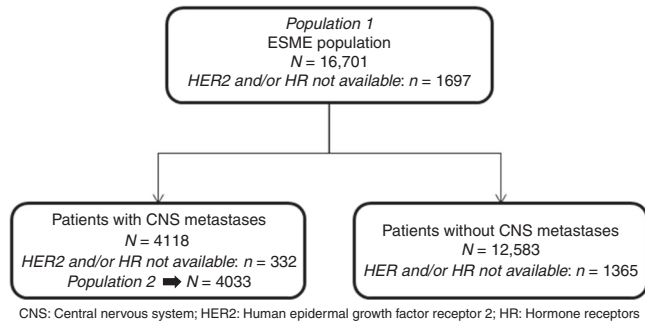 Population 1
ESME population
N = 16,701
HER2 and/or HR not available: n = 1697
Patients with CNS metastases
N = 4118
HER2 and/or HR not available: n = 332
Population 2 ➡ N = 4033
Patients without CNS metastases
N = 12,583
HER and/or HR not available: n = 1365
CNS: Central nervous system; HER2: Human epidermal growth factor receptor 2; HR: Hormone receptors